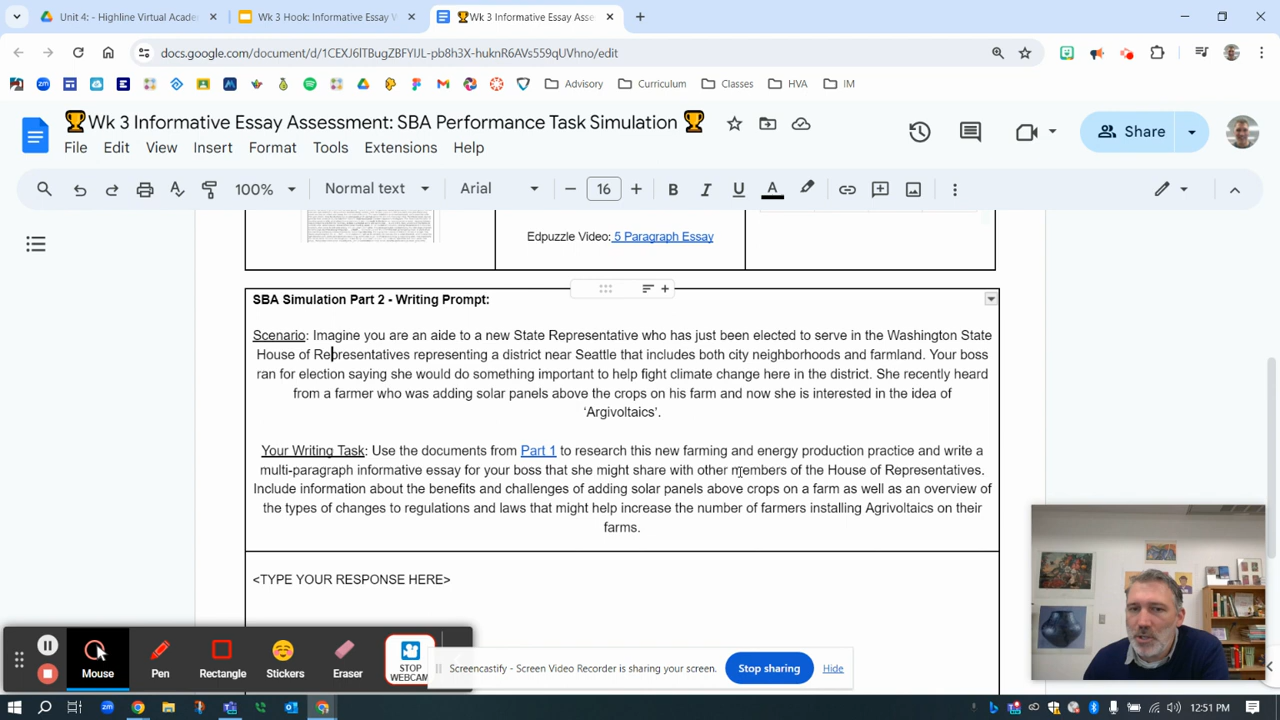 Unit 4: - Highline Virtual Acade
Wk 3 Hook: Informative Essay W
🏆Wk 3 Informative Essay Asse
docs.google.com/document/d/1CEXJ6lTBugZBFYIJL-pb8h3X-huknR6AVs559qUVhno/edit
Advisory
Curriculum
Classes
HVA
IM
🏆Wk 3 Informative Essay Assessment: SBA Performance Task Simulation 🏆
File Edit View Insert Format Tools Extensions Help
Share
100% Normal text Arial 16 B I U A
Edpuzzle Video: 5 Paragraph Essay
SBA Simulation Part 2 - Writing Prompt:
Scenario: Imagine you are an aide to a new State Representative who has just been elected to serve in the Washington State
House of Representatives representing a district near Seattle that includes both city neighborhoods and farmland. Your boss
ran for election saying she would do something important to help fight climate change here in the district. She recently heard
from a farmer who was adding solar panels above the crops on his farm and now she is interested in the idea of
‘Argivoltaics’.
Your Writing Task: Use the documents from Part 1 to research this new farming and energy production practice and write a
multi-paragraph informative essay for your boss that she might share with other members of the House of Representatives.
Include information about the benefits and challenges of adding solar panels above crops on a farm as well as an overview of
the types of changes to regulations and laws that might help increase the number of farmers installing Agrivoltaics on their
farms.
<TYPE YOUR RESPONSE HERE>
Mouse
Pen
Rectangle
Stickers
Eraser
STOP
WEBCAM
Screencastify - Screen Video Recorder is sharing your screen.
Stop sharing
Hide
12:51 PM